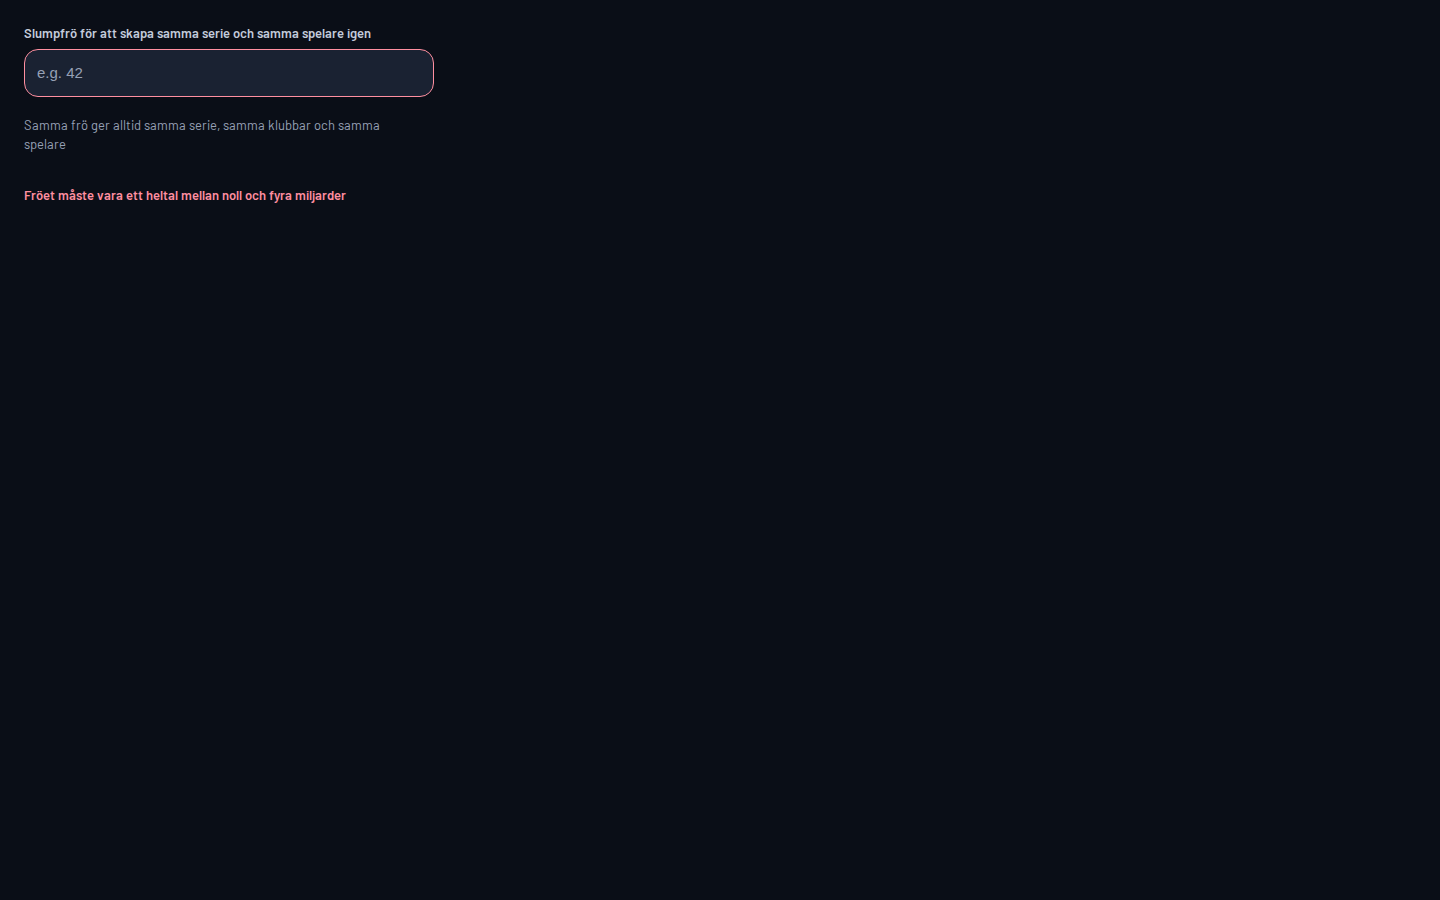 Slumpfrö för att skapa samma serie och samma spelare igen
e.g. 42
Samma frö ger alltid samma serie, samma klubbar och samma
spelare
Fröet måste vara ett heltal mellan noll och fyra miljarder